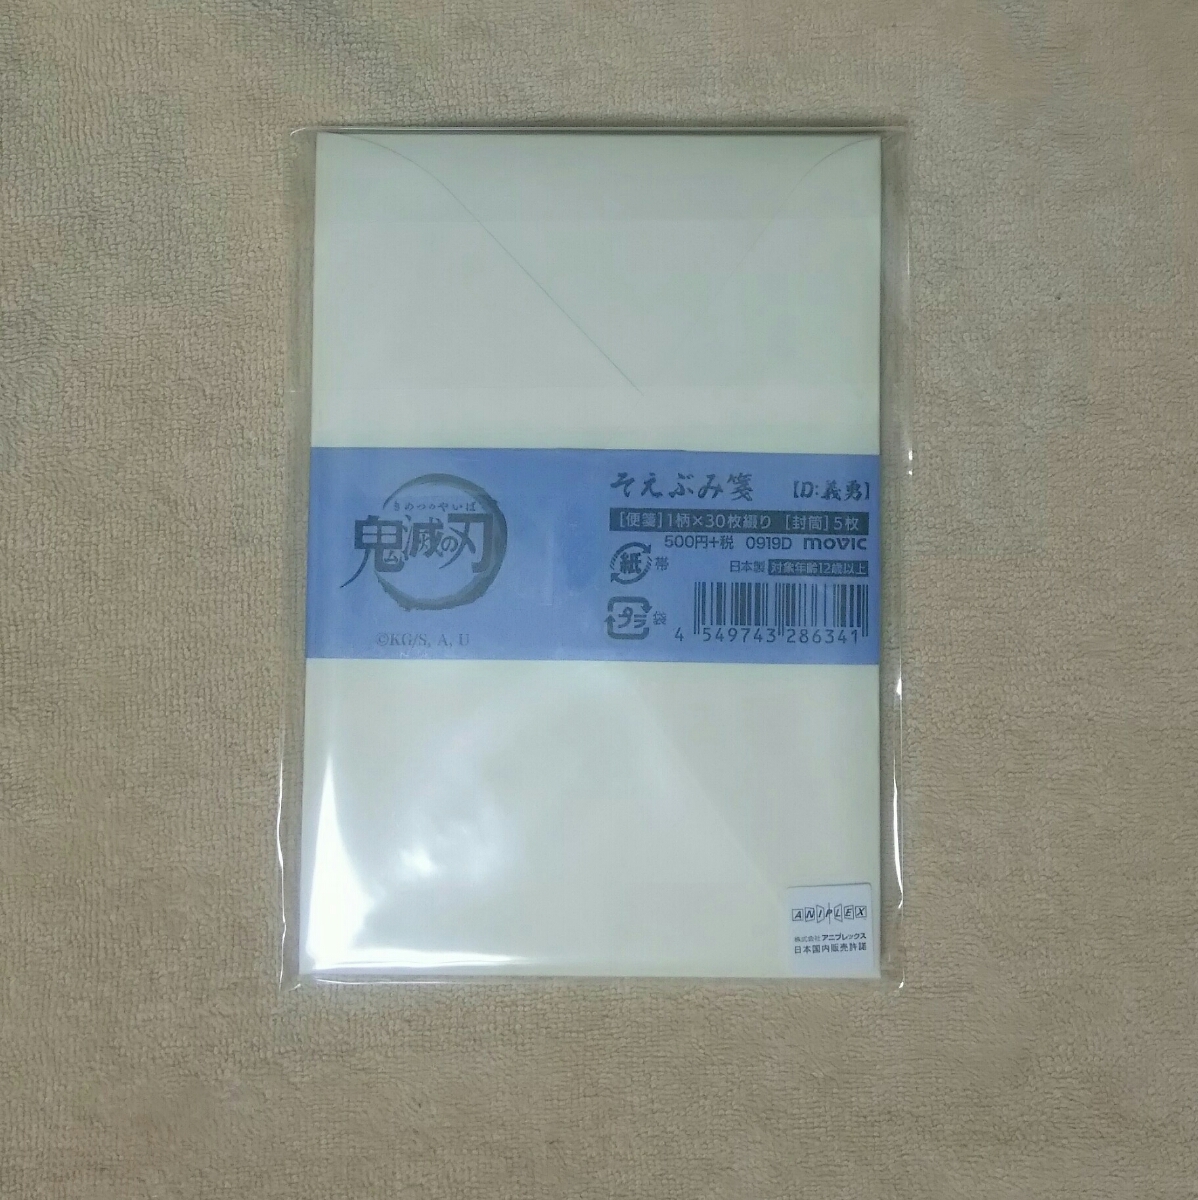 きめつのやいば
鬼滅の刃
©KG/S, A, U
そえぶみ箋 【D:義勇】
[便箋]1柄×30枚綴り [封筒]5枚
500円+税 0919D movic
紙 帯
日本製 対象年齢12歳以上
プラ 袋
4 549743 286341
ANIPLEX
株式会社 アニプレックス
日本国内販売許諾